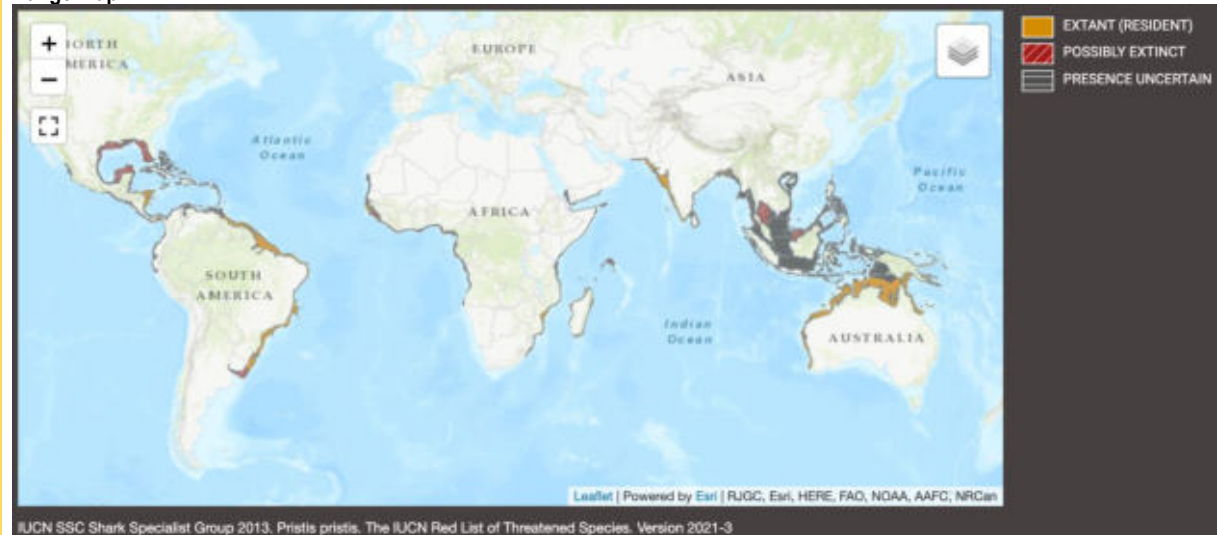 +
NORTH
AMERICA
−
EUROPE
ASIA
Atlantic
Ocean
Pacific
Ocean
AFRICA
SOUTH
AMERICA
Indian
Ocean
AUSTRALIA
Leaflet | Powered by Esri | RJGC, Esri, HERE, FAO, NOAA, AAFC, NRCan
EXTANT (RESIDENT)
POSSIBLY EXTINCT
PRESENCE UNCERTAIN
IUCN SSC Shark Specialist Group 2013. Pristis pristis. The IUCN Red List of Threatened Species. Version 2021-3